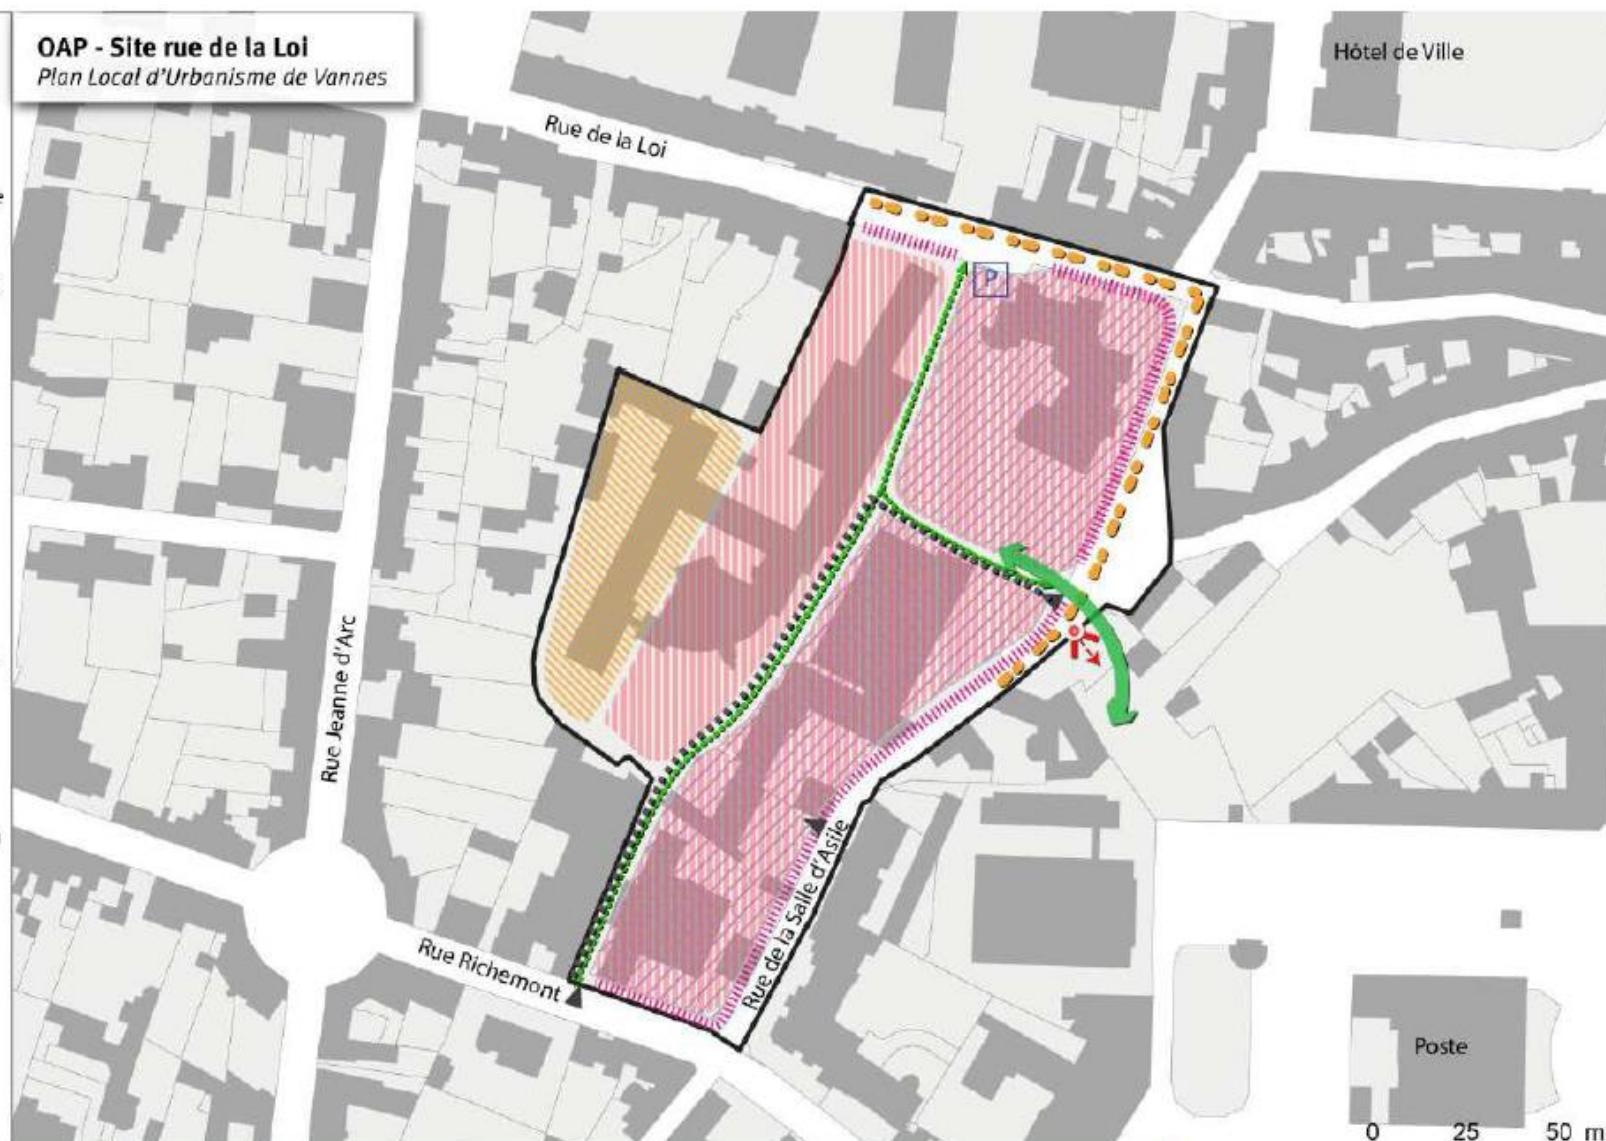 OAP - Site rue de la Loi
Plan Local d'Urbanisme de Vannes
Hôtel de Ville
Rue de la Loi
P
Rue Jeanne d'Arc
Rue de la Salle d'Asile
Rue Richemont
Poste
0 25 50 m